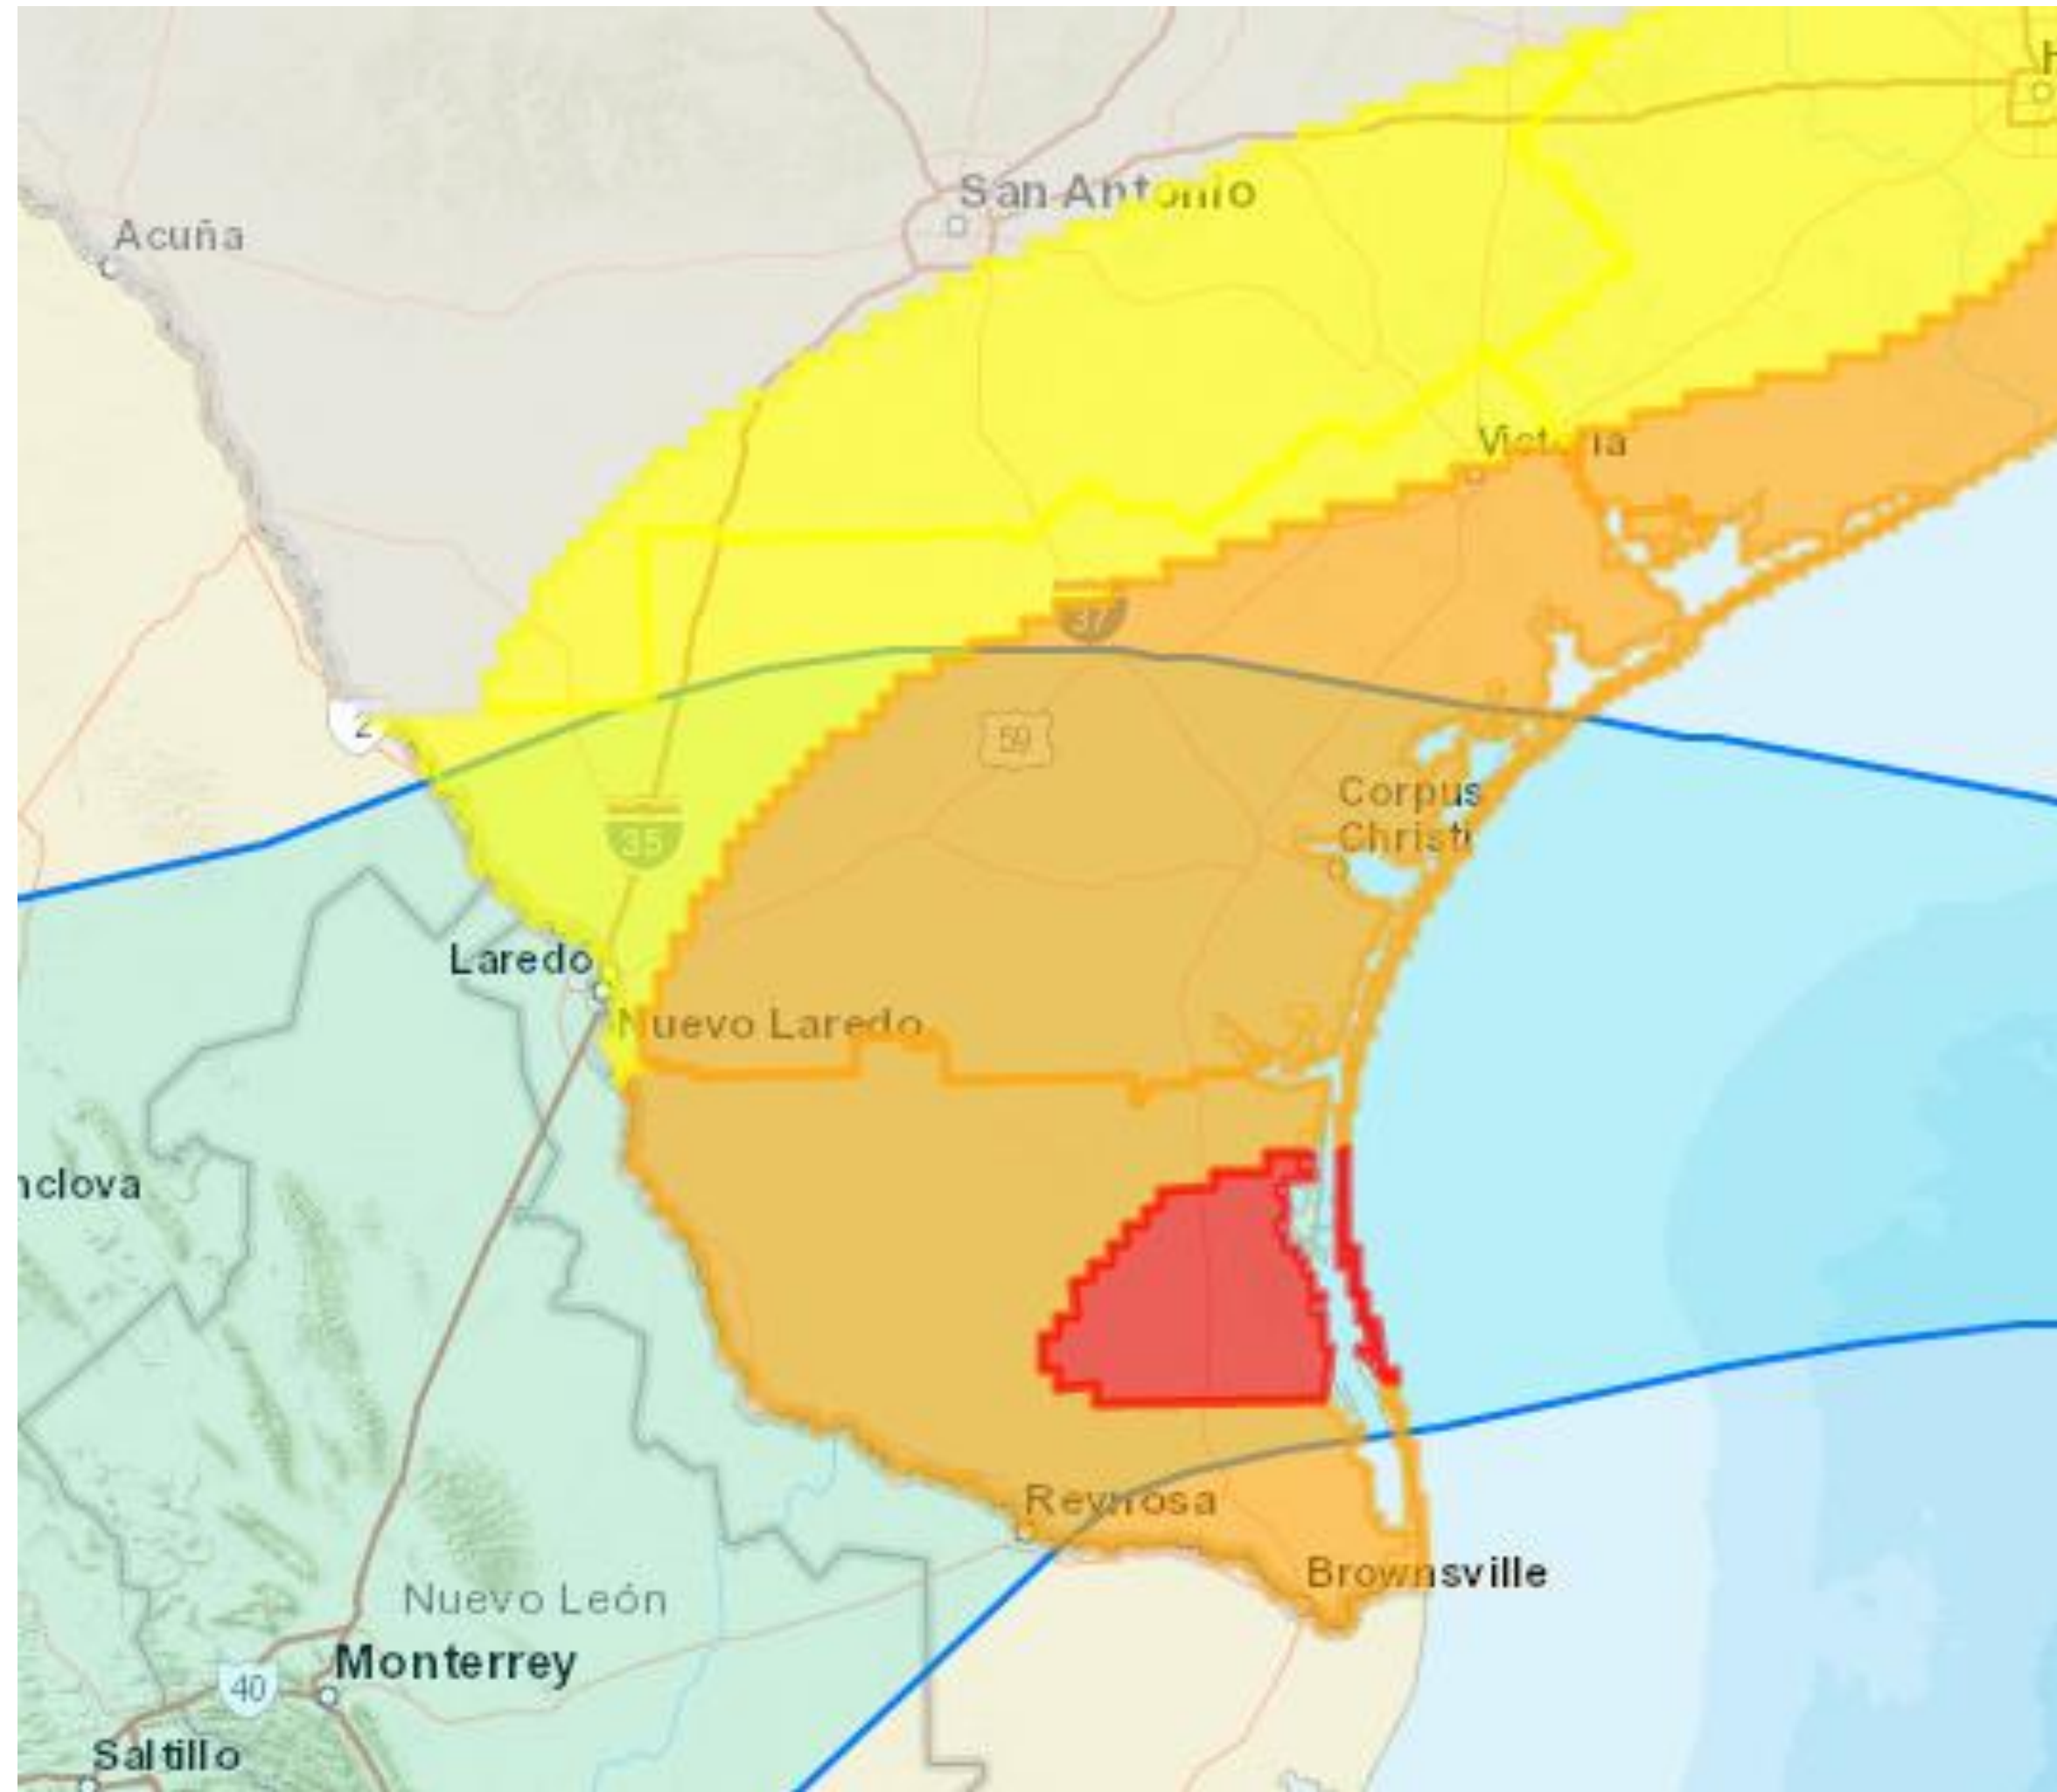 H
San Antonio
Acuña
Victoria
37
2
59
Corpus
Christi
35
Laredo
Nuevo Laredo
nclova
Reynosa
Brownsville
Nuevo León
Monterrey
40
Saltillo